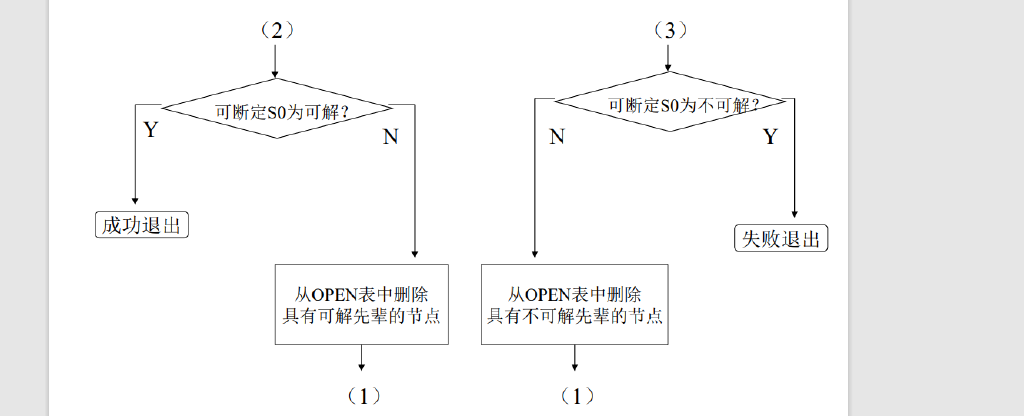 （2）
可断定S0为可解?
Y
N
成功退出
从OPEN表中删除
具有可解先辈的节点
（1）
（3）
可断定S0为不可解?
N
Y
失败退出
从OPEN表中删除
具有不可解先辈的节点
（1）